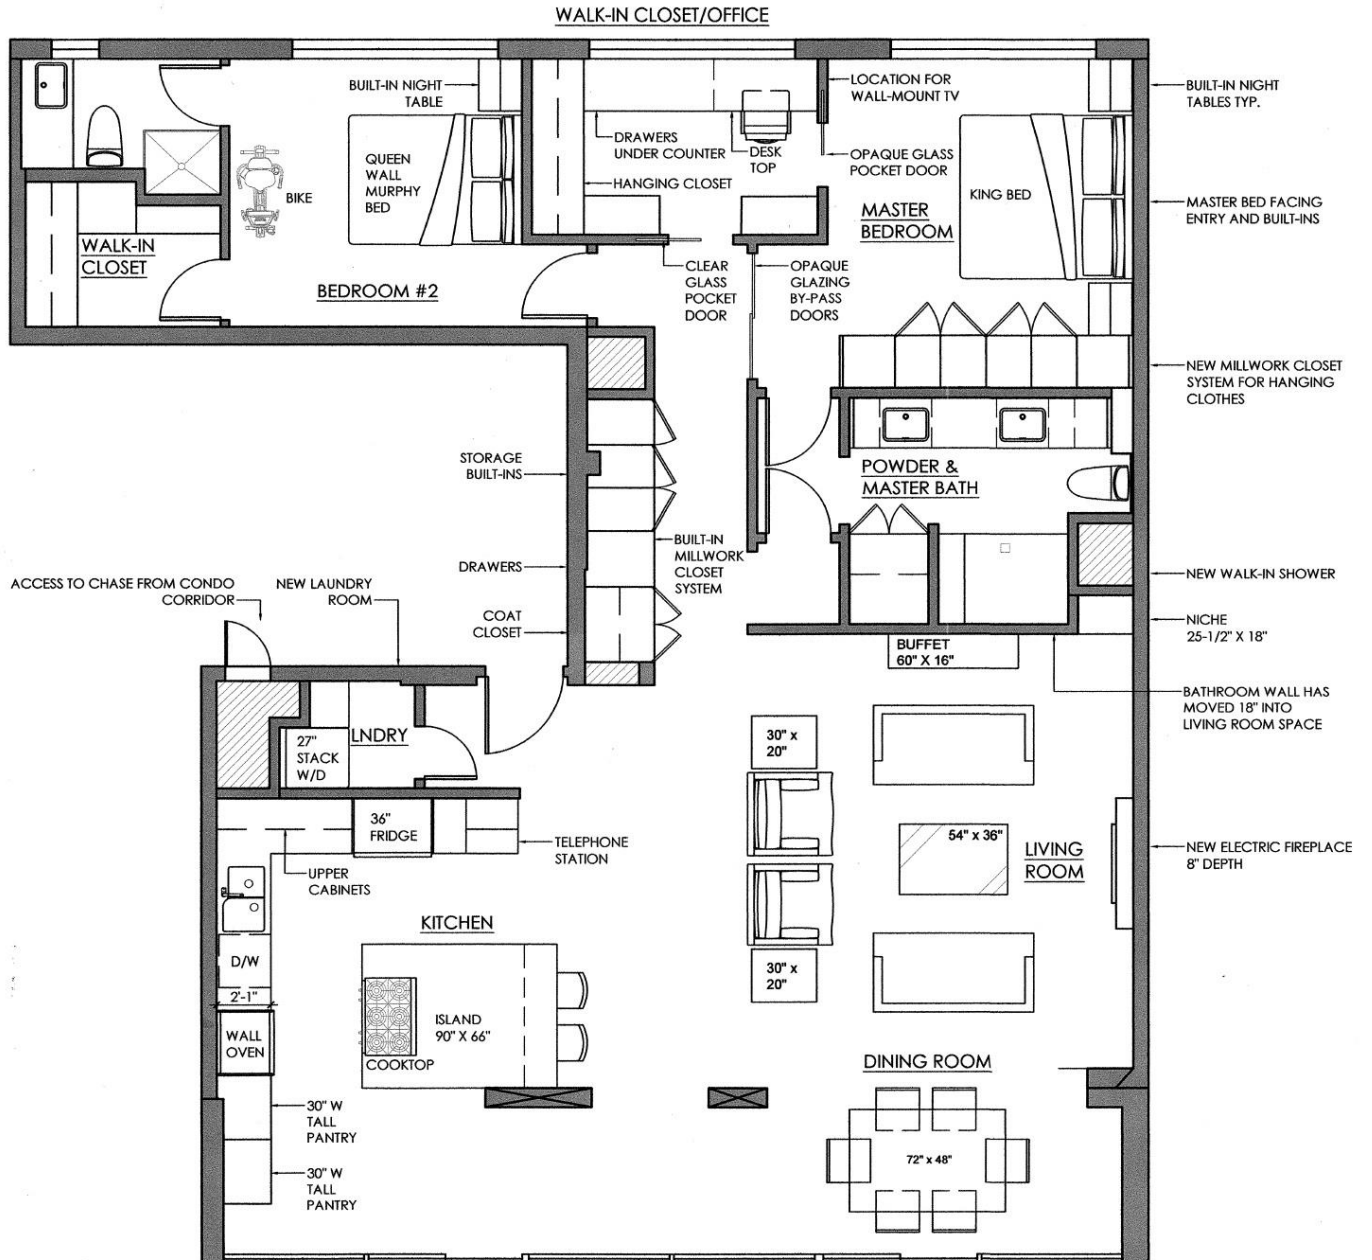 WALK-IN CLOSET/OFFICE
BUILT-IN NIGHT
TABLE
LOCATION FOR
WALL-MOUNT TV
BUILT-IN NIGHT
TABLES TYP.
DRAWERS
UNDER COUNTER
DESK
TOP
OPAQUE GLASS
POCKET DOOR
QUEEN
WALL
MURPHY
BED
BIKE
HANGING CLOSET
KING BED
MASTER
BEDROOM
MASTER BED FACING
ENTRY AND BUILT-INS
WALK-IN
CLOSET
BEDROOM #2
CLEAR
GLASS
POCKET
DOOR
OPAQUE
GLAZING
BY-PASS
DOORS
NEW MILLWORK CLOSET
SYSTEM FOR HANGING
CLOTHES
STORAGE
BUILT-INS
POWDER &
MASTER BATH
BUILT-IN
MILLWORK
CLOSET
SYSTEM
DRAWERS
ACCESS TO CHASE FROM CONDO
CORRIDOR
NEW LAUNDRY
ROOM
NEW WALK-IN SHOWER
COAT
CLOSET
NICHE
25-1/2" X 18"
BUFFET
60" X 16"
BATHROOM WALL HAS
MOVED 18" INTO
LIVING ROOM SPACE
27"
STACK
W/D
LNDRY
30" x
20"
36"
FRIDGE
TELEPHONE
STATION
UPPER
CABINETS
54" x 36"
LIVING
ROOM
NEW ELECTRIC FIREPLACE
8" DEPTH
KITCHEN
D/W
2'-1"
30" x
20"
WALL
OVEN
ISLAND
90" X 66"
COOKTOP
DINING ROOM
30" W
TALL
PANTRY
72" x 48"
30" W
TALL
PANTRY